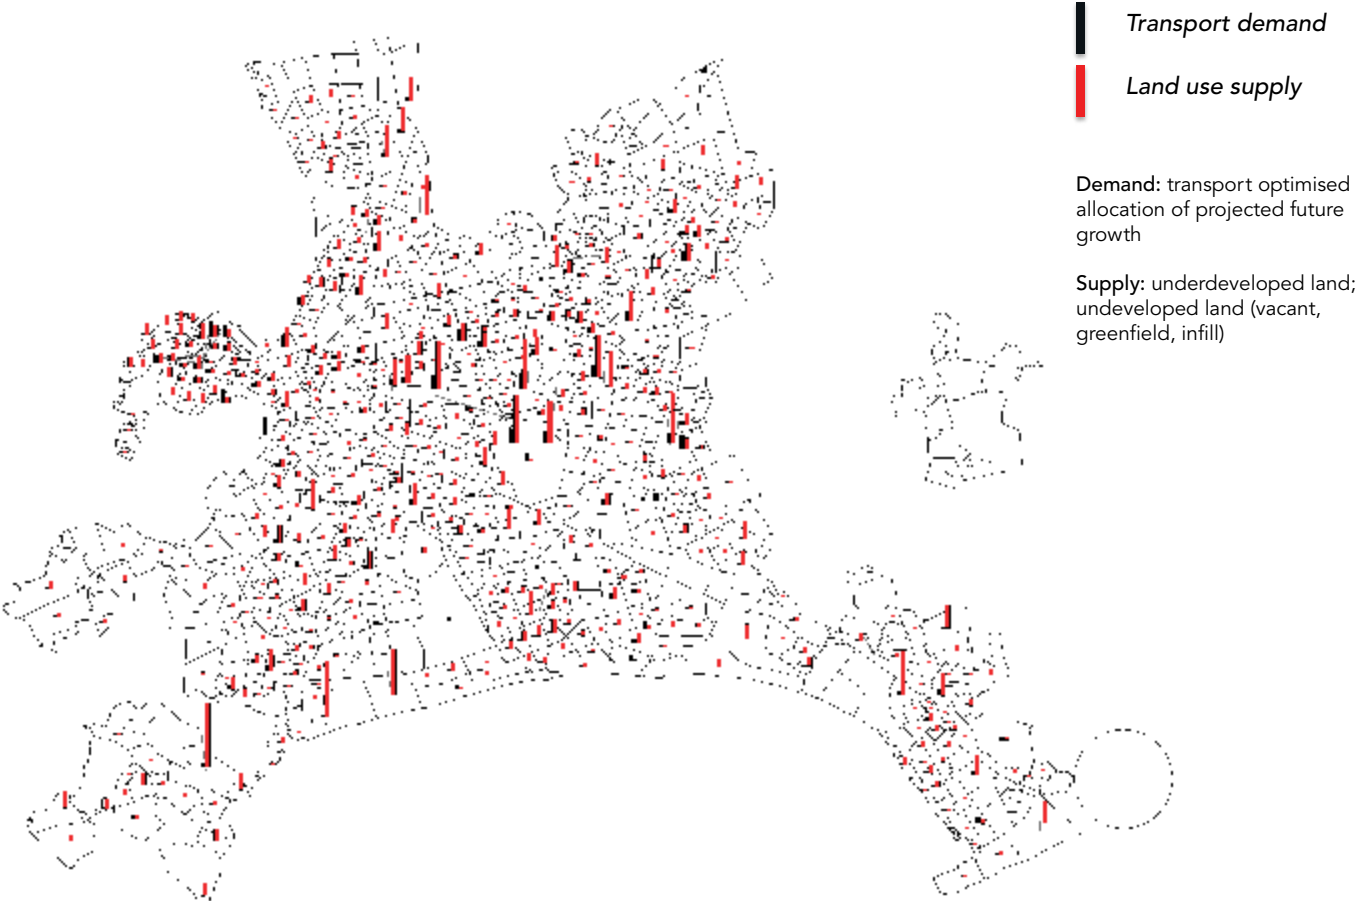 Transport demand
Land use supply
Demand: transport optimised
allocation of projected future
growth
Supply: underdeveloped land;
undeveloped land (vacant,
greenfield, infill)